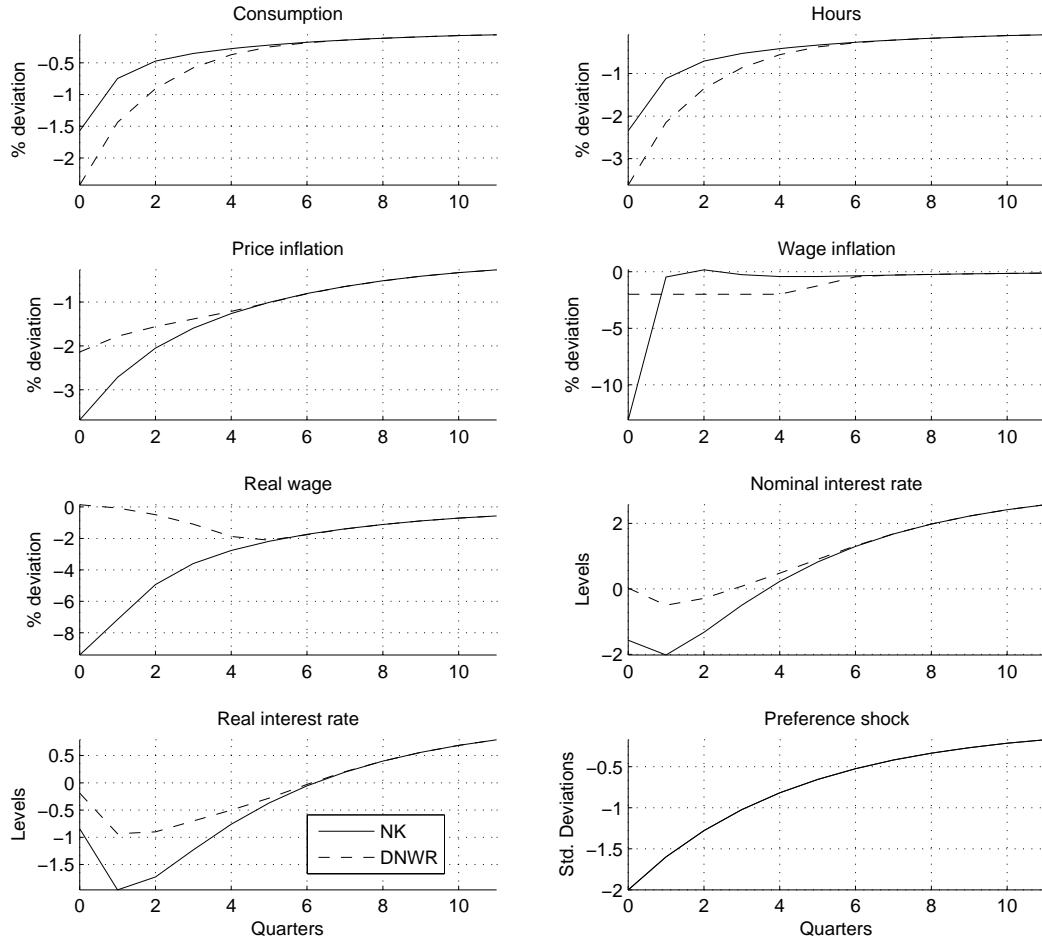 Consumption
% deviation
−0.5
−1
−1.5
−2
0 2 4 6 8 10
Hours
% deviation
−1
−2
−3
0 2 4 6 8 10
Price inflation
% deviation
−1
−2
−3
0 2 4 6 8 10
Wage inflation
% deviation
0
−5
−10
0 2 4 6 8 10
Real wage
% deviation
0
−2
−4
−6
−8
0 2 4 6 8 10
Nominal interest rate
Levels
2
0
−2
0 2 4 6 8 10
Real interest rate
Levels
0.5
0
−0.5
−1
−1.5
NK
DNWR
0 2 4 6 8 10
Quarters
Preference shock
Std. Deviations
−0.5
−1
−1.5
−2
0 2 4 6 8 10
Quarters